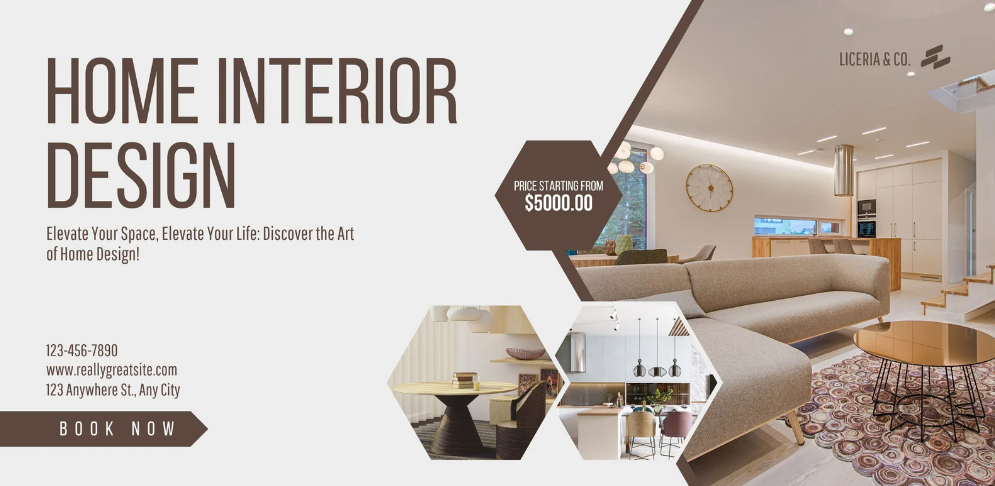 HOME INTERIOR
DESIGN
Elevate Your Space, Elevate Your Life: Discover the Art
of Home Design!
123-456-7890
www.reallygreatsite.com
123 Anywhere St., Any City
BOOK NOW
PRICE STARTING FROM
$5000.00
LICERIA & CO.